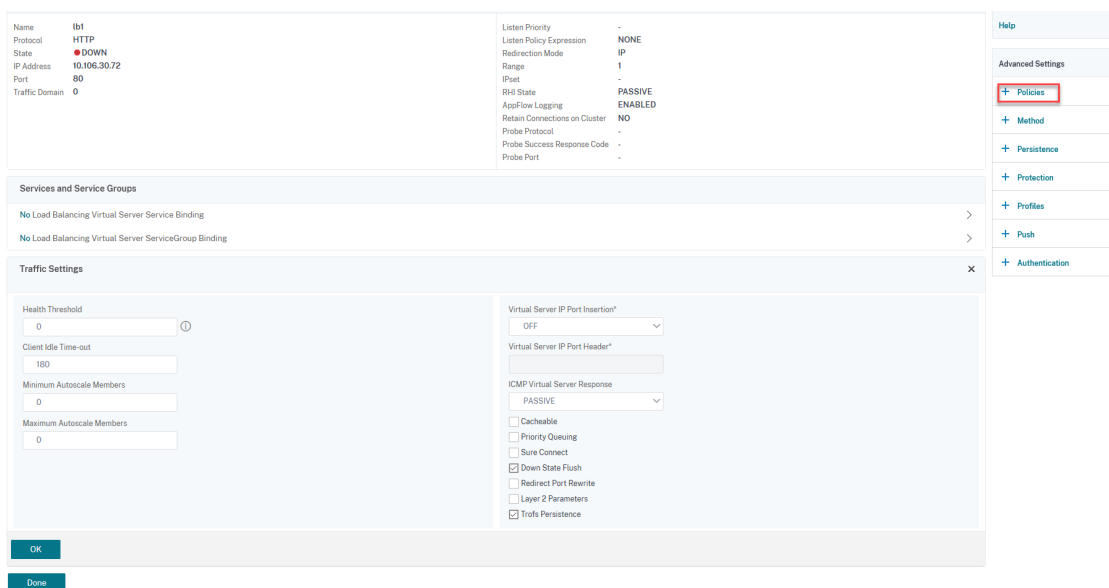 Name lb1
Protocol HTTP
State DOWN
IP Address 10.106.30.72
Port 80
Traffic Domain 0
Listen Priority -
Listen Policy Expression NONE
Redirection Mode IP
Range 1
IPset -
RHI State PASSIVE
AppFlow Logging ENABLED
Retain Connections on Cluster NO
Probe Protocol -
Probe Success Response Code -
Probe Port -
Services and Service Groups
No Load Balancing Virtual Server Service Binding
No Load Balancing Virtual Server ServiceGroup Binding
Traffic Settings
Health Threshold
0
Client Idle Time-out
180
Minimum Autoscale Members
0
Maximum Autoscale Members
0
Virtual Server IP Port Insertion*
OFF
Virtual Server IP Port Header*
ICMP Virtual Server Response
PASSIVE
Cacheable
Priority Queuing
Sure Connect
Down State Flush
Redirect Port Rewrite
Layer 2 Parameters
Trofs Persistence
OK
Done
Help
Advanced Settings
+ Policies
+ Method
+ Persistence
+ Protection
+ Profiles
+ Push
+ Authentication